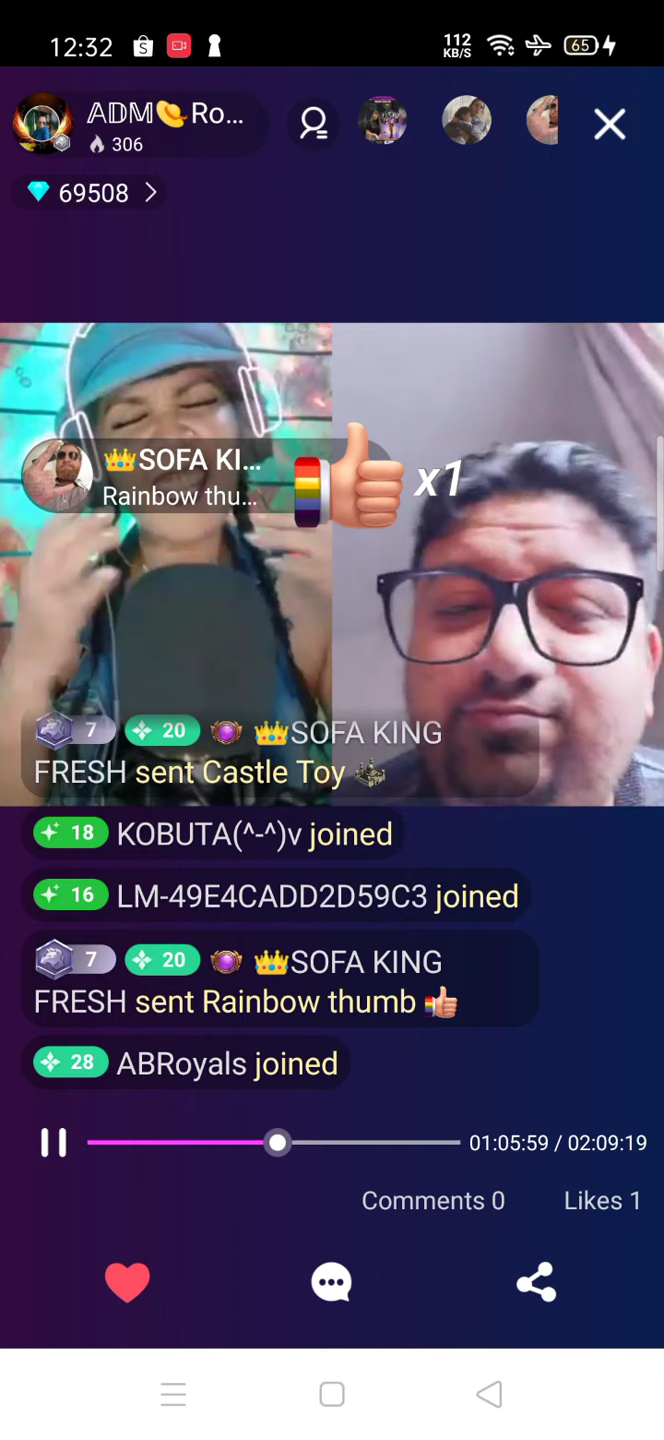 12:32
112
KB/S
65
𝔸𝔻𝕄👒Ro...
306
69508 >
👑SOFA KI...
Rainbow thu...
x1
7 20 👑SOFA KING
FRESH sent Castle Toy
18 KOBUTA(^-^)v joined
16 LM-49E4CADD2D59C3 joined
7 20 👑SOFA KING
FRESH sent Rainbow thumb
28 ABRoyals joined
01:05:59 / 02:09:19
Comments 0 Likes 1